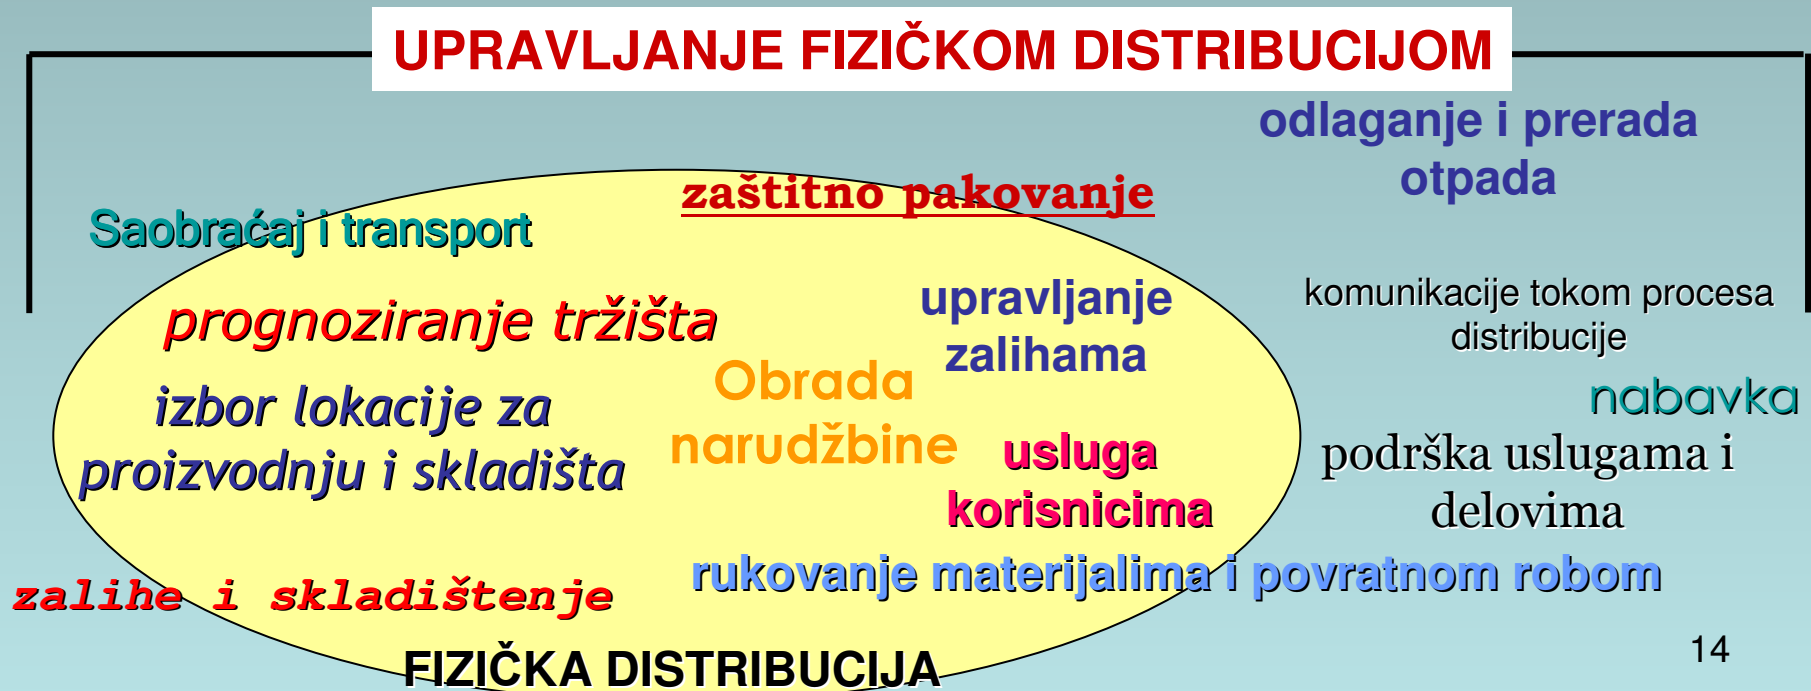 UPRAVLJANJE FIZIČKOM DISTRIBUCIJOM
odlaganje i prerada
otpada
zaštitno pakovanje
Saobraćaj i transport
prognoziranje tržišta
upravljanje
zalihama
komunikacije tokom procesa
distribucije
Obrada
narudžbine
izbor lokacije za
proizvodnju i skladišta
nabavka
usluga
korisnicima
podrška uslugama i
delovima
rukovanje materijalima i povratnom robom
zalihe i skladištenje
FIZIČKA DISTRIBUCIJA
14